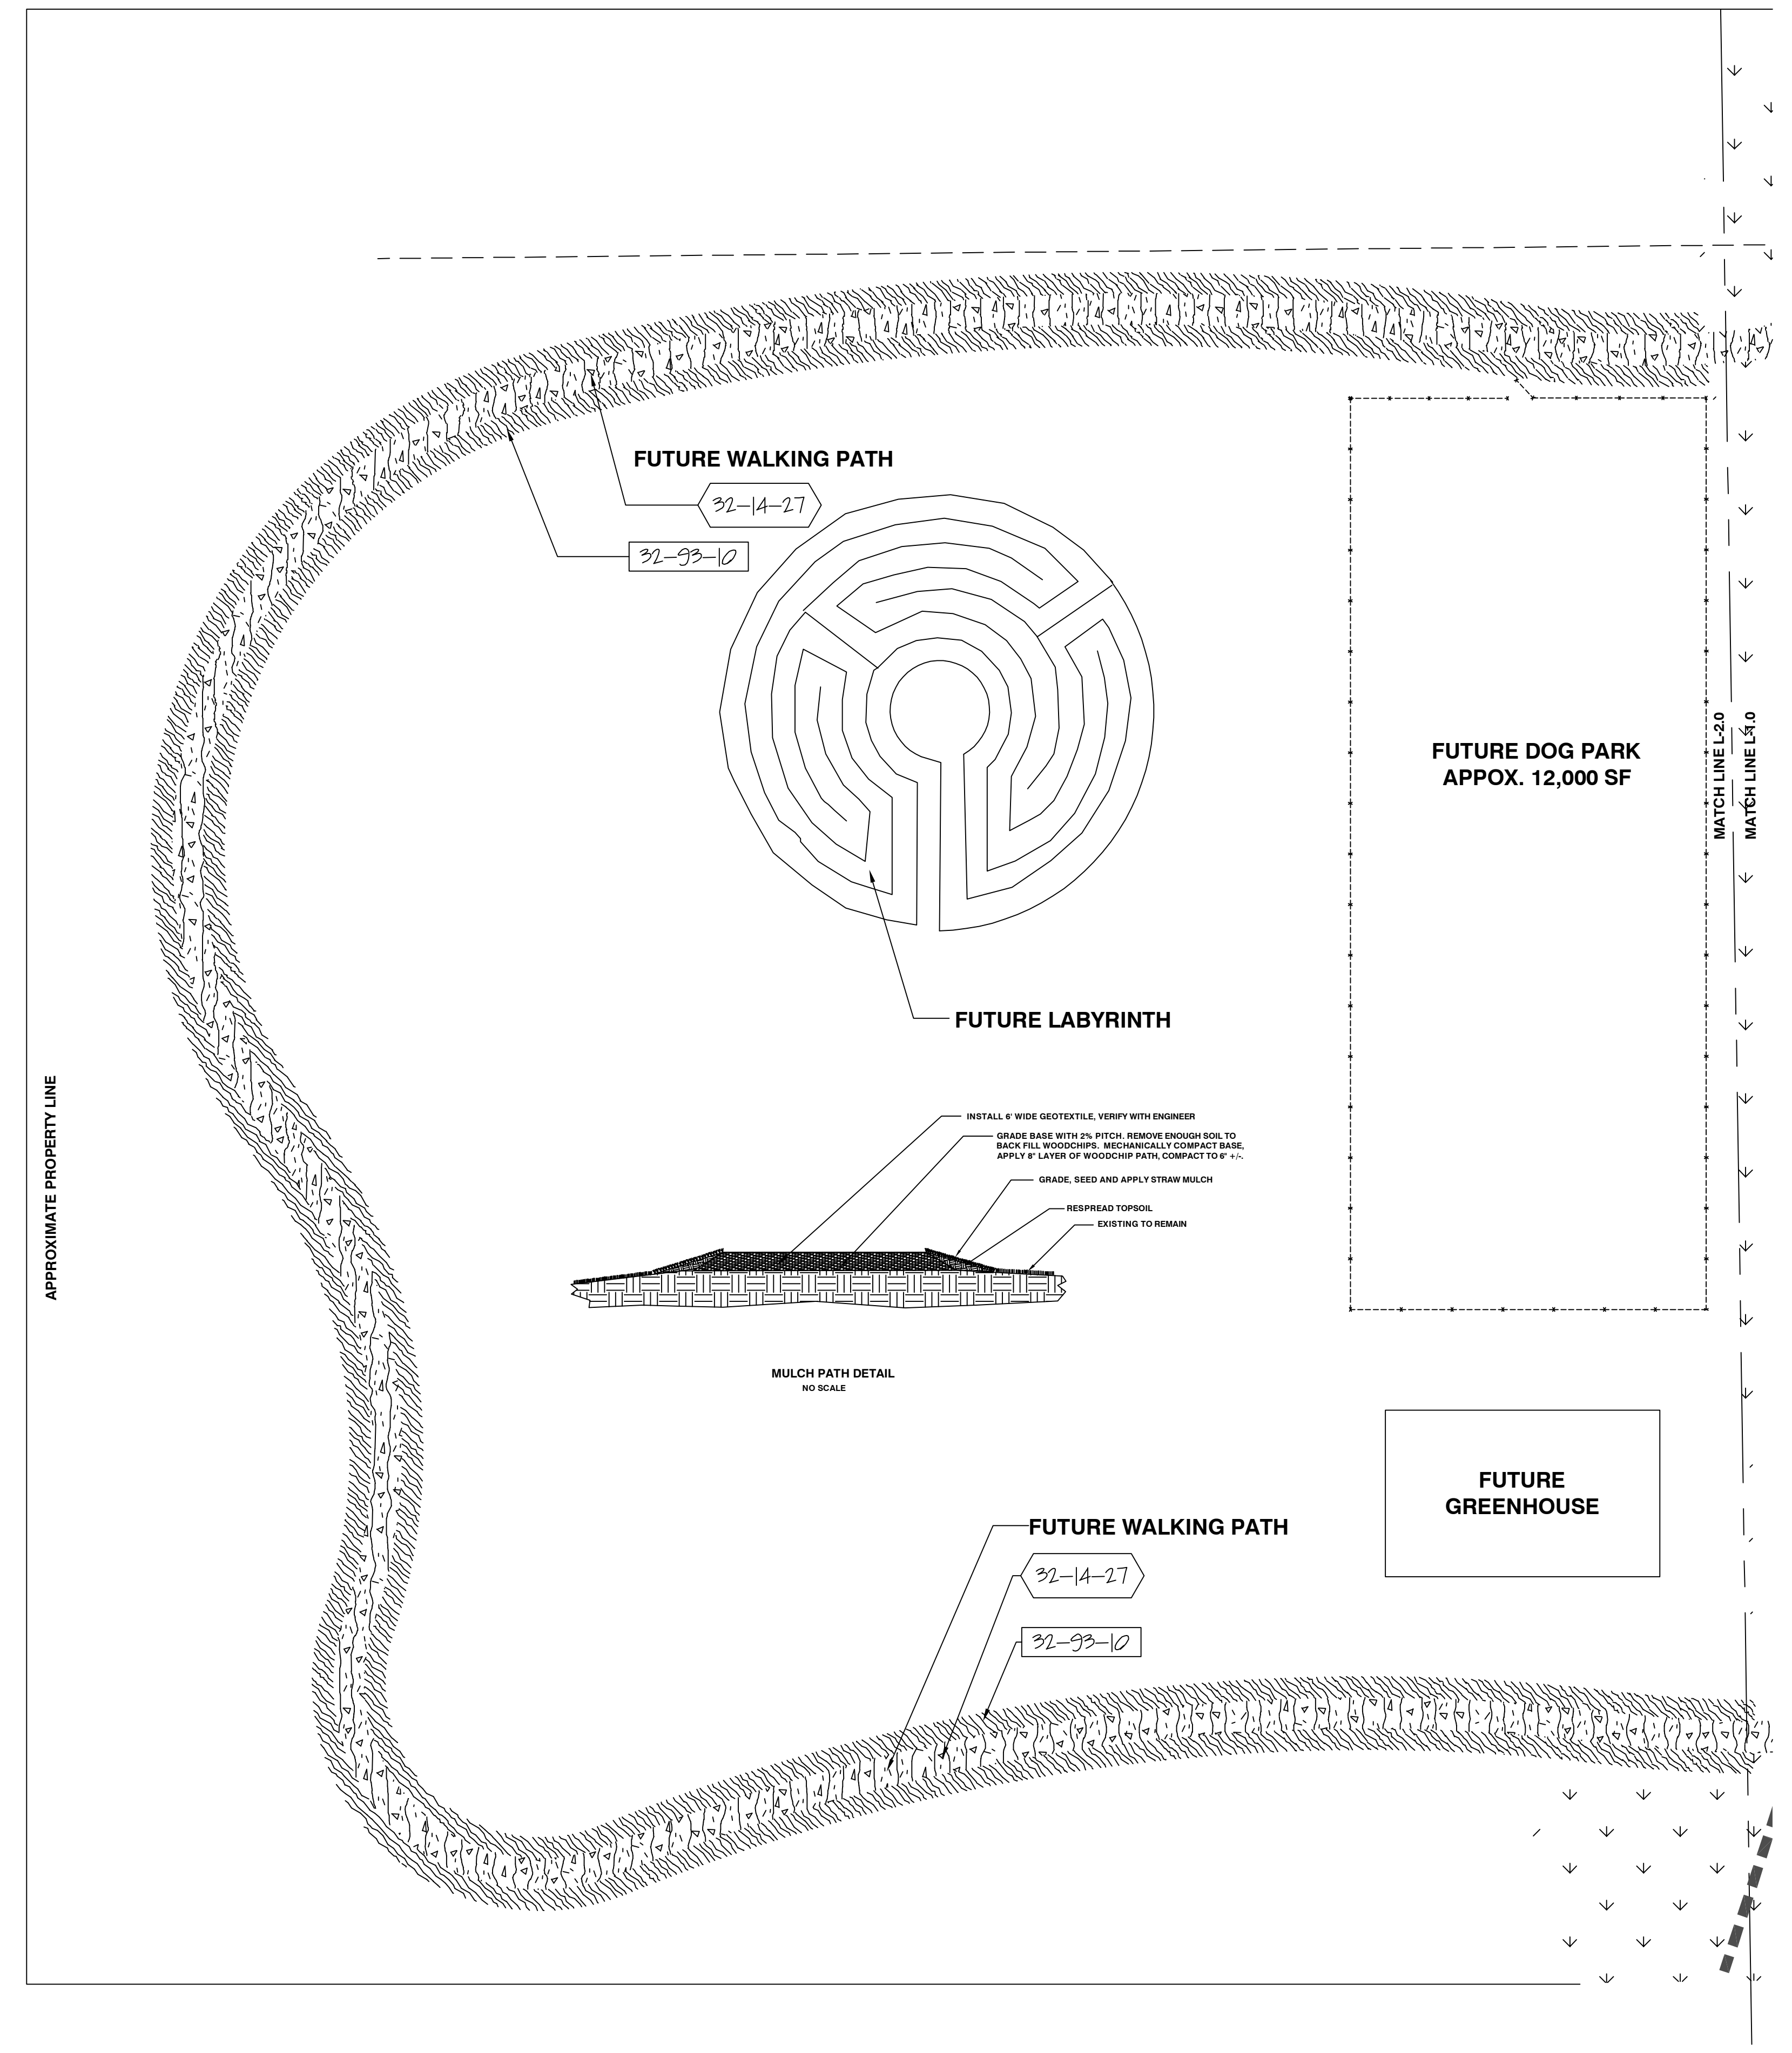 FUTURE WALKING PATH
32-14-27
32-93-10
FUTURE DOG PARK
APPOX. 12,000 SF
MATCH LINE L-2.0
MATCH LINE L-1.0
FUTURE LABYRINTH
APPROXIMATE PROPERTY LINE
INSTALL 6' WIDE GEOTEXTILE, VERIFY WITH ENGINEER
GRADE BASE WITH 2% PITCH. REMOVE ENOUGH SOIL TO
BACK FILL WOODCHIPS. MECHANICALLY COMPACT BASE,
APPLY 8" LAYER OF WOODCHIP PATH, COMPACT TO 6" +/-.
GRADE, SEED AND APPLY STRAW MULCH
RESPREAD TOPSOIL
EXISTING TO REMAIN
MULCH PATH DETAIL
NO SCALE
FUTURE
GREENHOUSE
FUTURE WALKING PATH
32-14-27
32-93-10